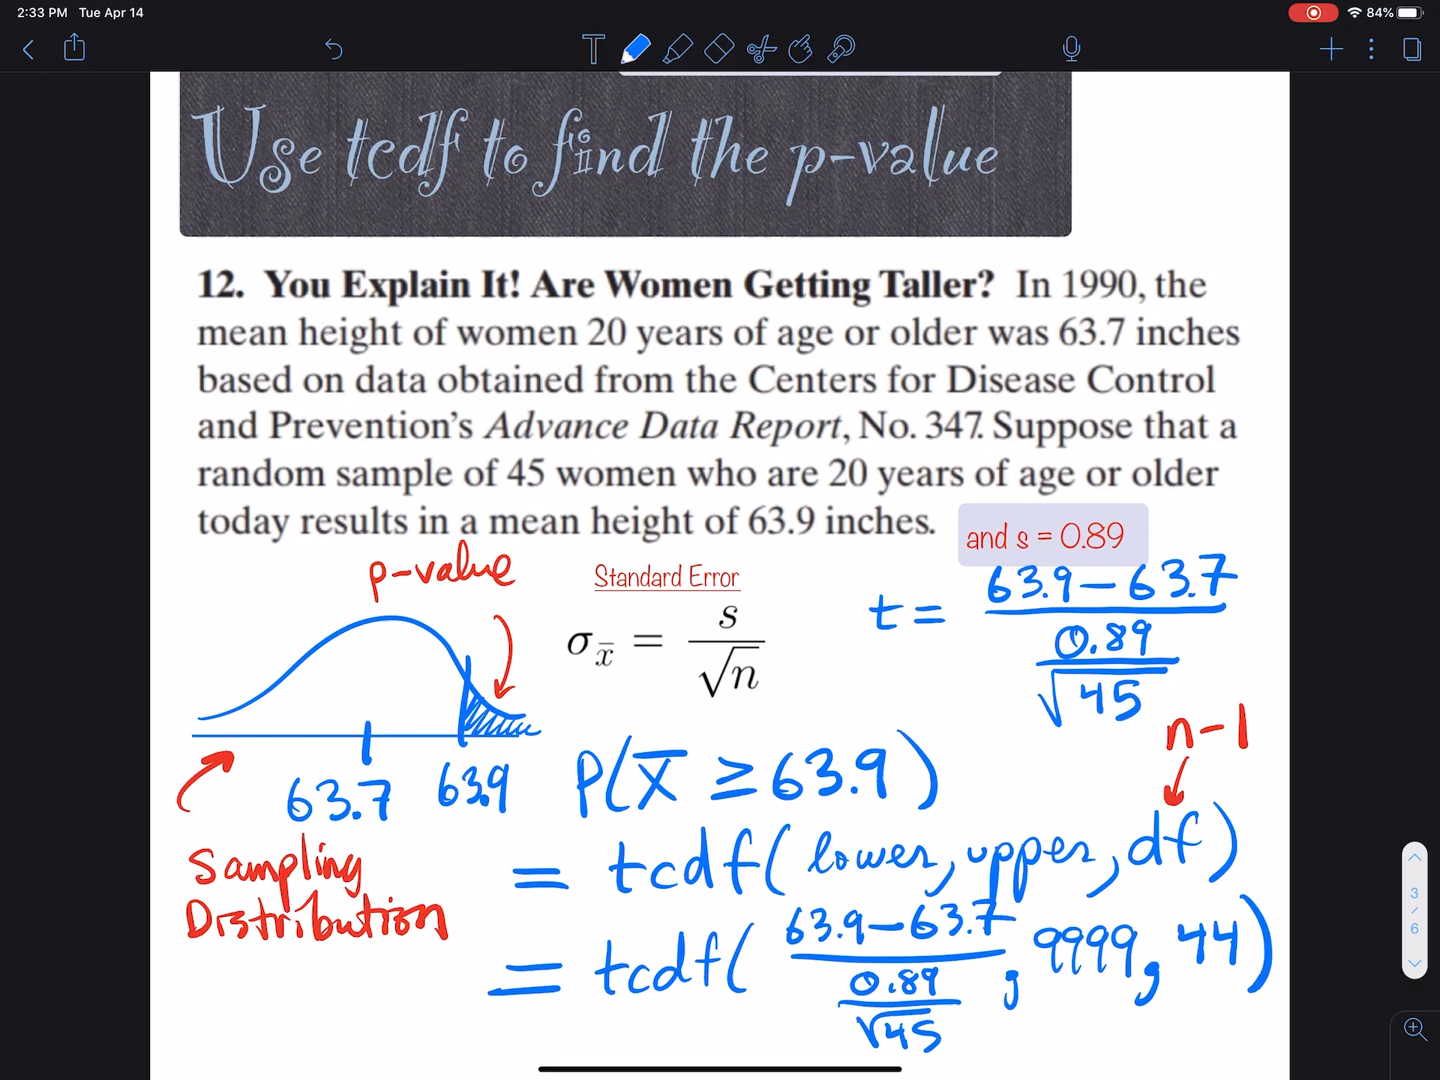 2:33 PM Tue Apr 14
84%
Use tcdf to find the p-value
12. You Explain It! Are Women Getting Taller? In 1990, the
mean height of women 20 years of age or older was 63.7 inches
based on data obtained from the Centers for Disease Control
and Prevention's Advance Data Report, No. 347. Suppose that a
random sample of 45 women who are 20 years of age or older
today results in a mean height of 63.9 inches.
and s = 0.89
p-value
Standard Error
σx̄ = s/√n
t = (63.9 – 63.7)/(0.89/√45)
63.7 63.9
Sampling
Distribution
P(x̄ ≥ 63.9)
n-1
= tcdf(lower, upper, df)
= tcdf((63.9-63.7)/(0.89/√45), 9999, 44)
3
/
6
T